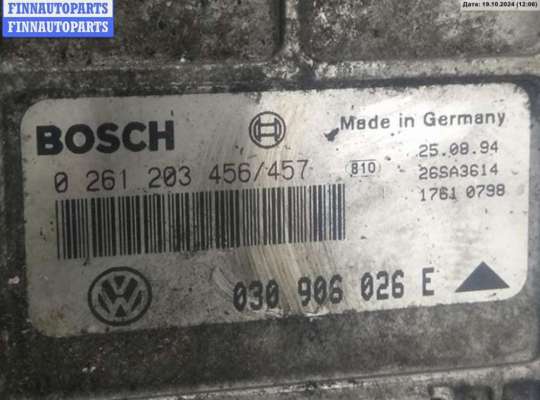 FINNAUTOPARTS
FINNAUTOPARTS
Дата: 19.10.2024 (12:06)
BOSCH
Made in Germany
0 261 203 456/457
810
25.08.94
26SA3614
1761 0798
030 906 026 E